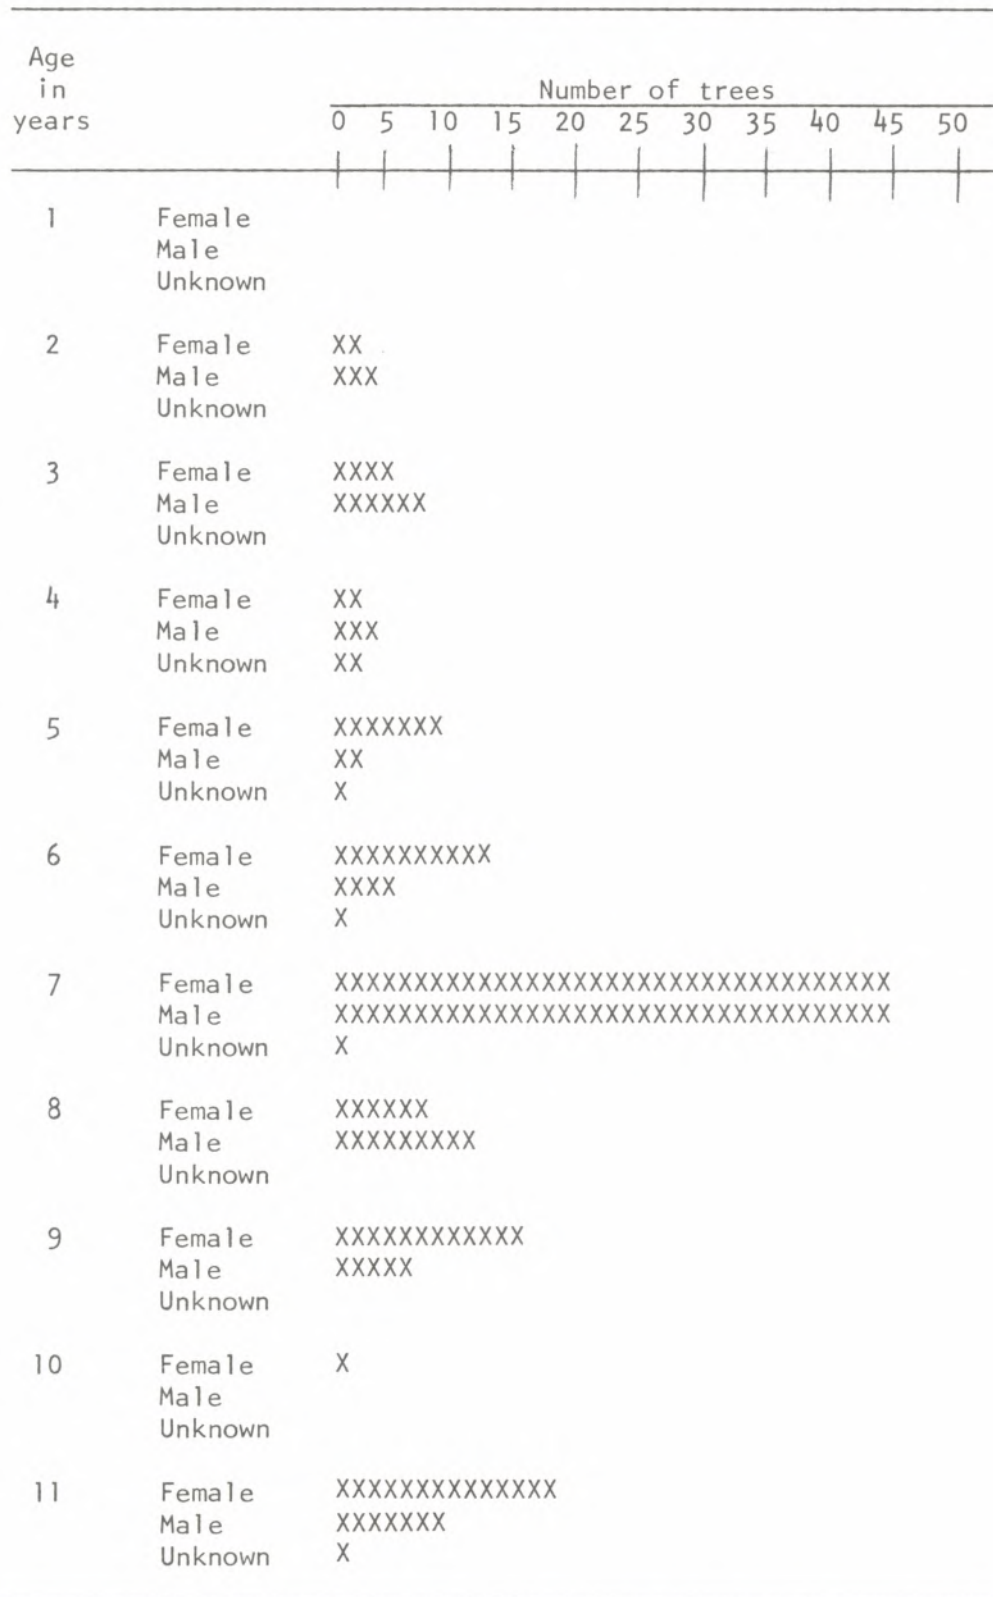 Age
in
years
Number of trees
0 5 10 15 20 25 30 35 40 45 50
1 Female
Male
Unknown
2 Female XX
Male XXX
Unknown
3 Female XXXX
Male XXXXXX
Unknown
4 Female XX
Male XXX
Unknown XX
5 Female XXXXXXX
Male XX
Unknown X
6 Female XXXXXXXXXX
Male XXXX
Unknown X
7 Female XXXXXXXXXXXXXXXXXXXXXXXXXXXXXXXXXXX
Male XXXXXXXXXXXXXXXXXXXXXXXXXXXXXXXXXXX
Unknown X
8 Female XXXXXX
Male XXXXXXXXX
Unknown
9 Female XXXXXXXXXXXX
Male XXXXX
Unknown
10 Female X
Male
Unknown
11 Female XXXXXXXXXXXXXX
Male XXXXXXX
Unknown X